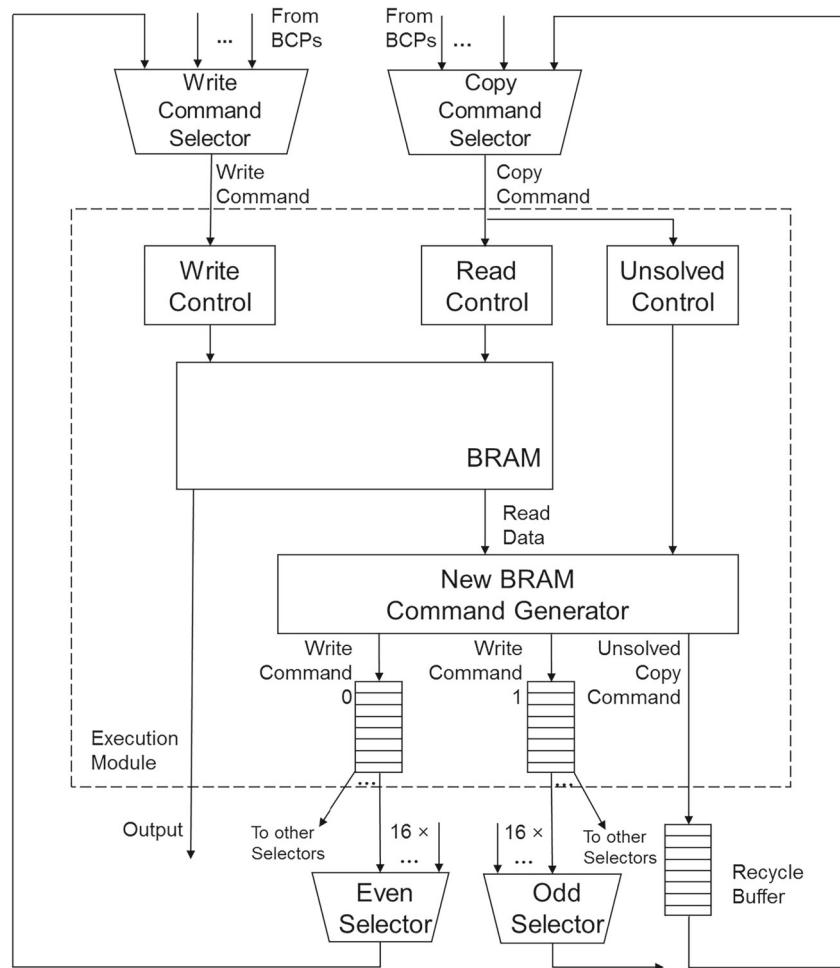 From
BCPs
...
From
BCPs
...
Write
Command
Selector
Copy
Command
Selector
Write
Command
Copy
Command
Write
Control
Read
Control
Unsolved
Control
BRAM
Read
Data
New BRAM
Command Generator
Write
Command
0
Write
Command
1
Unsolved
Copy
Command
Execution
Module
...
...
Output
To other
Selectors
16 ×
...
16 ×
...
To other
Selectors
Even
Selector
Odd
Selector
Recycle
Buffer